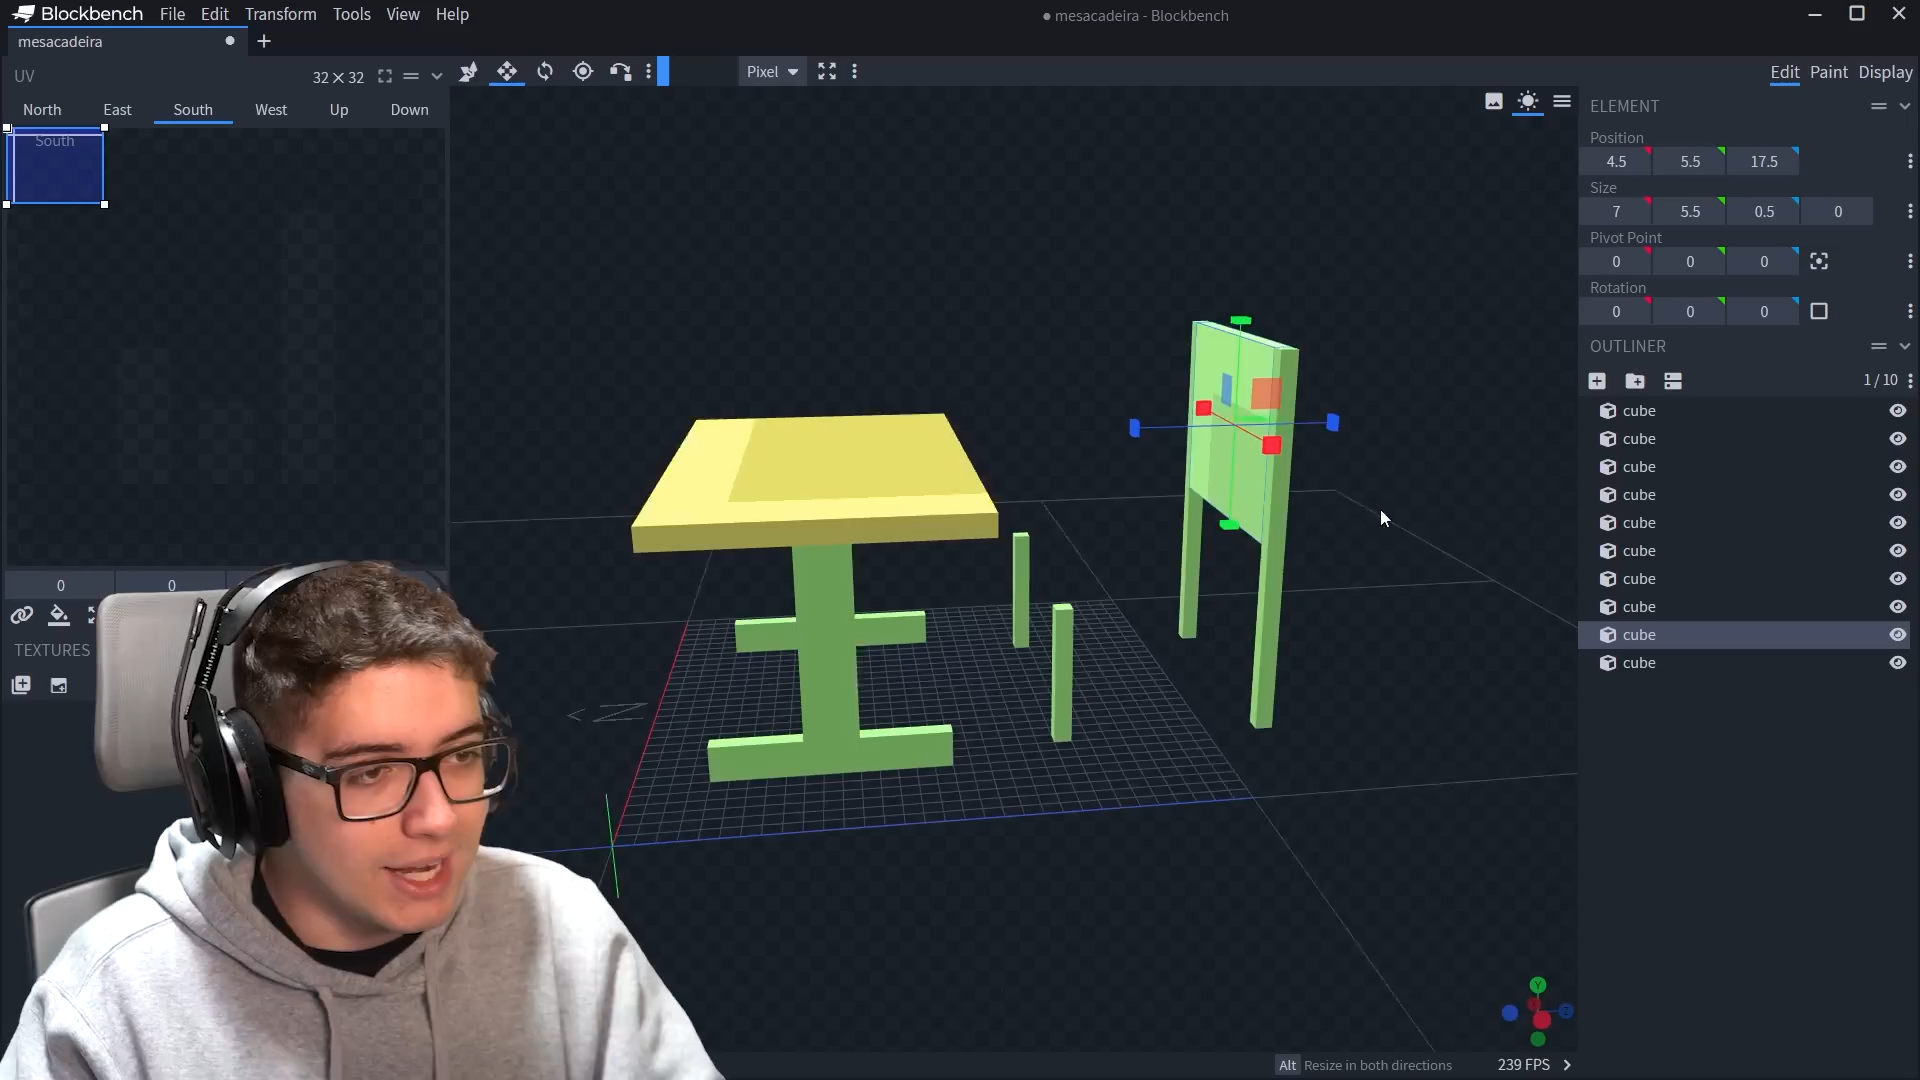 Blockbench
File Edit Transform Tools View Help
● mesacadeira - Blockbench
mesacadeira
UV
32×32
Pixel
Edit Paint Display
North East South West Up Down
South
ELEMENT
Position
4.5 5.5 17.5
Size
7 5.5 0.5 0
Pivot Point
0 0 0
Rotation
0 0 0
OUTLINER
1 / 10
cube
cube
cube
cube
cube
cube
cube
cube
cube
cube
0 0
TEXTURES
Y
Z
Alt Resize in both directions
239 FPS